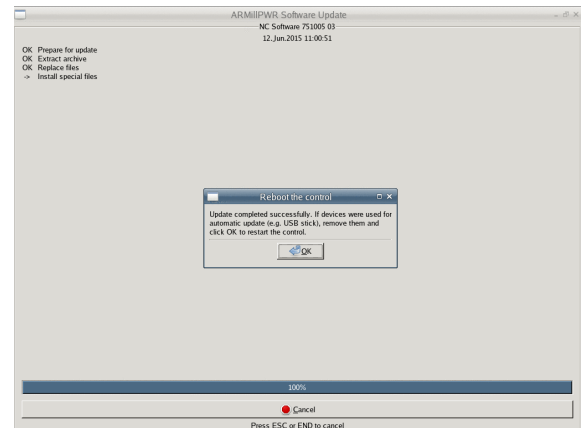 ARMillPWR Software Update
NC Software 751005 03
12.Jun.2015 11:00:51
OK Prepare for update
OK Extract archive
OK Replace files
-> Install special files
Reboot the control
Update completed successfully. If devices were used for
automatic update (e.g. USB stick), remove them and
click OK to restart the control.
OK
100%
Cancel
Press ESC or END to cancel